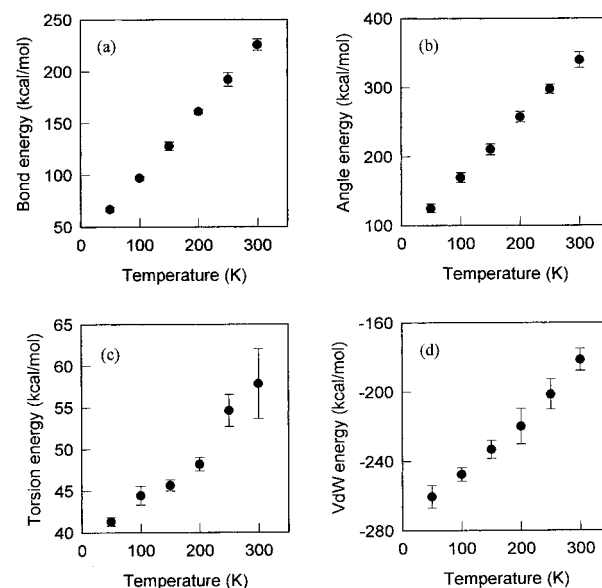 (a)
Bond energy (kcal/mol)
250
200
150
100
50
0 100 200 300
Temperature (K)
(b)
Angle energy (kcal/mol)
400
300
200
100
0 100 200 300
Temperature (K)
(c)
Torsion energy (kcal/mol)
65
60
55
50
45
40
0 100 200 300
Temperature (K)
(d)
VdW energy (kcal/mol)
-160
-200
-240
-280
0 100 200 300
Temperature (K)